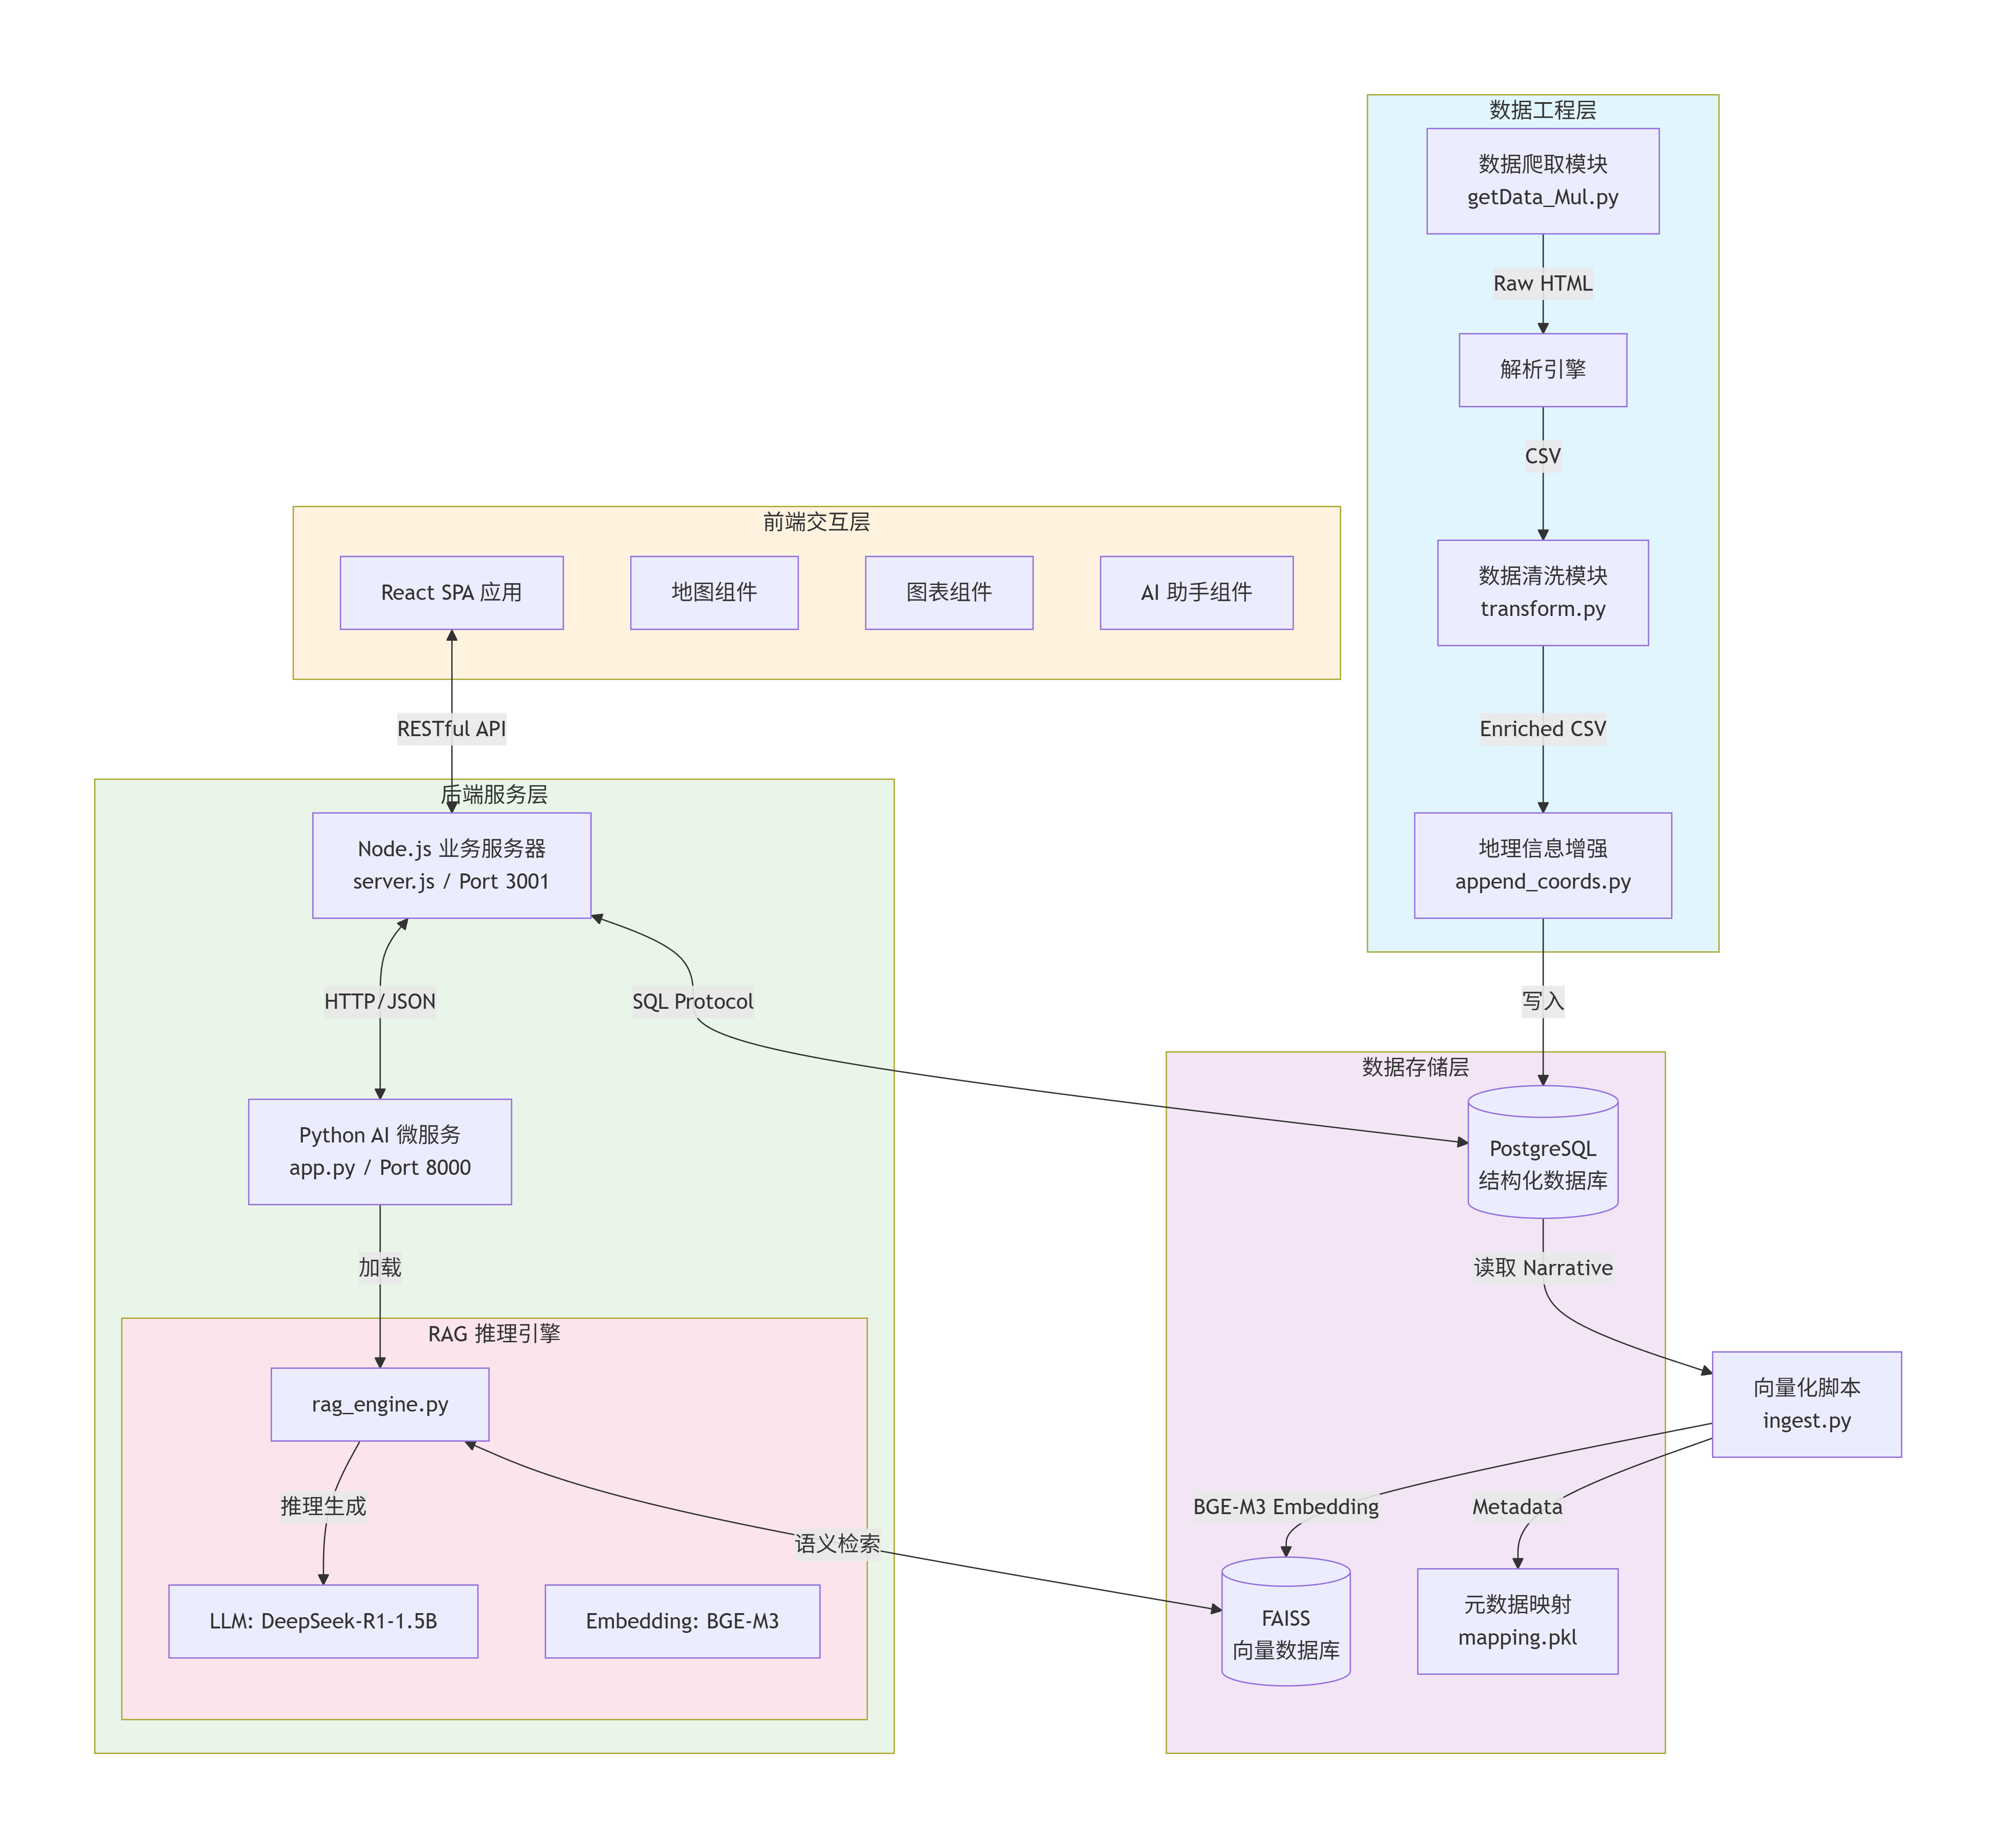 数据工程层
数据爬取模块
getData_Mul.py
Raw HTML
解析引擎
CSV
数据清洗模块
transform.py
Enriched CSV
地理信息增强
append_coords.py
写入
前端交互层
React SPA 应用
地图组件
图表组件
AI 助手组件
RESTful API
后端服务层
Node.js 业务服务器
server.js / Port 3001
HTTP/JSON
SQL Protocol
Python AI 微服务
app.py / Port 8000
加载
RAG 推理引擎
rag_engine.py
推理生成
语义检索
LLM: DeepSeek-R1-1.5B
Embedding: BGE-M3
数据存储层
PostgreSQL
结构化数据库
读取 Narrative
向量化脚本
ingest.py
BGE-M3 Embedding
Metadata
FAISS
向量数据库
元数据映射
mapping.pkl